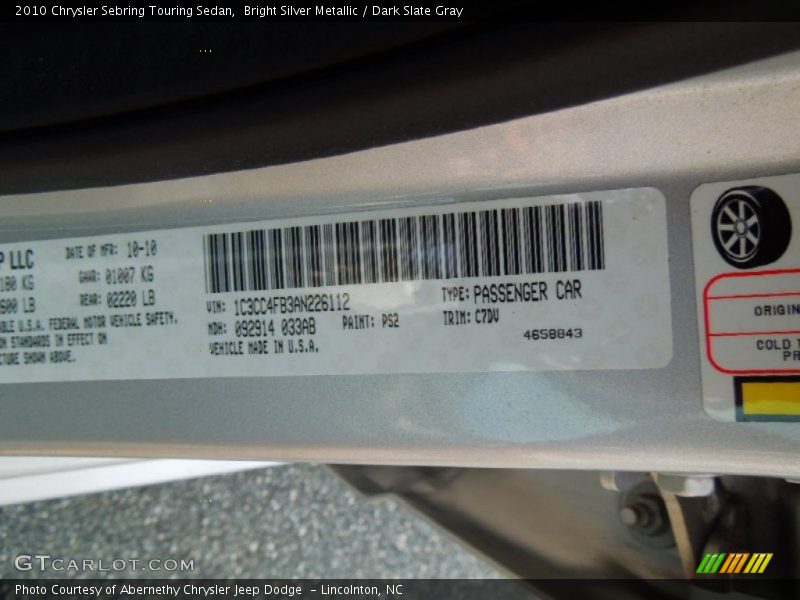 2010 Chrysler Sebring Touring Sedan, Bright Silver Metallic / Dark Slate Gray
P LLC DATE OF MFR: 10-10
180 KG GAWR: 01007 KG
600 LB REAR: 02220 LB
ABLE U.S.A. FEDERAL MOTOR VEHICLE SAFETY,
ON STANDARDS IN EFFECT ON
CTURE SHOWN ABOVE.
VIN: 1C3CC4FB3AN226112 TYPE: PASSENGER CAR
MDH: 092914 033AB PAINT: PS2 TRIM: C7DV
VEHICLE MADE IN U.S.A. 4658843
ORIGIN
COLD T
PR
GTCARLOT.COM
Photo Courtesy of Abernethy Chrysler Jeep Dodge - Lincolnton, NC